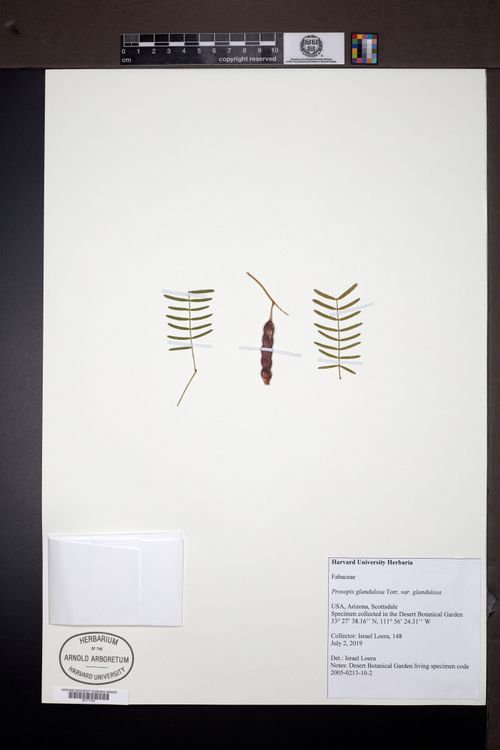 0 1 2 3 4 5 6 7 8 9 10
cm
copyright reserved
Harvard University Herbaria
Fabaceae
Prosopis glandulosa Torr. var. glandulosa
USA, Arizona, Scottsdale
Specimen collected in the Desert Botanical Garden
33° 27' 38.16'' N, 111° 56' 24.31'' W
Collector: Israel Loera, 148
July 2, 2019
Det.: Israel Loera
Notes: Desert Botanical Garden living specimen code
2005-0213-10-2
HERBARIUM
OF THE
ARNOLD ARBORETUM
HARVARD UNIVERSITY